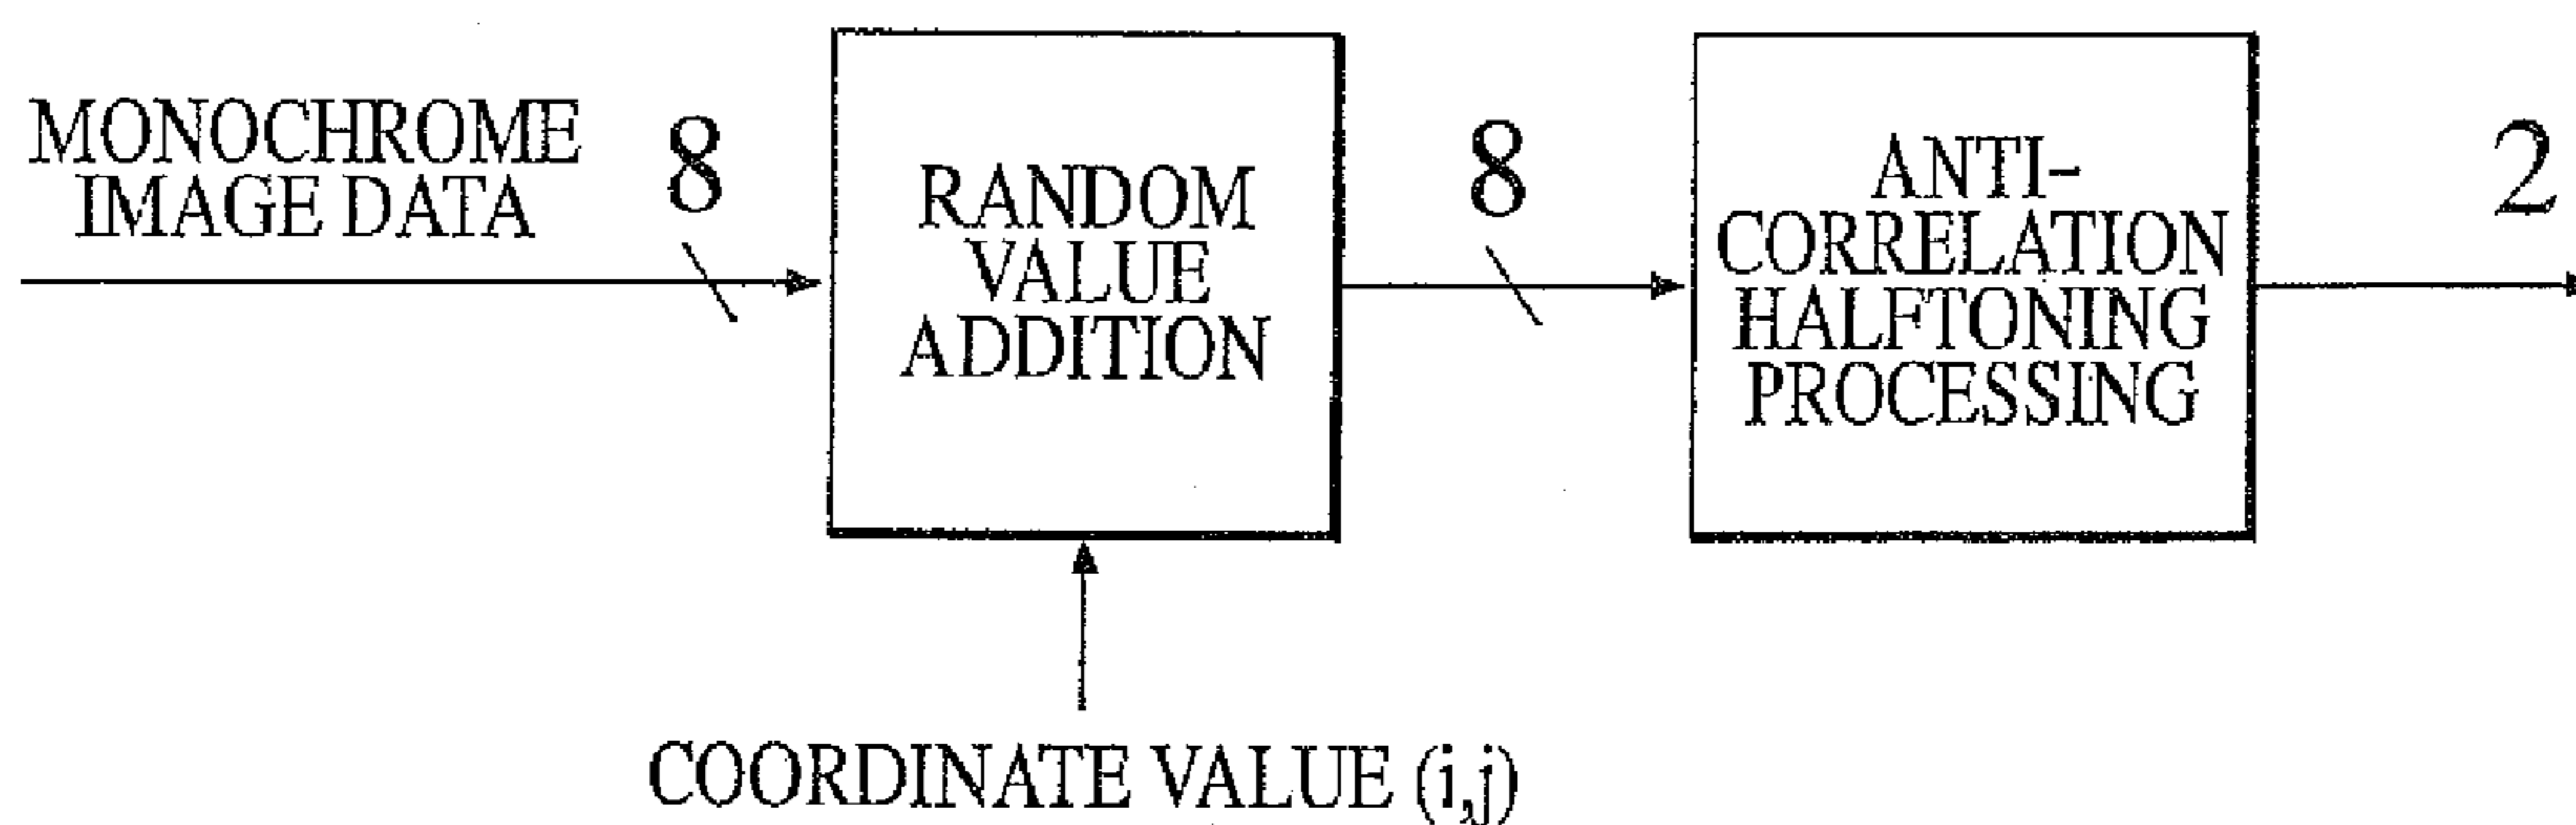 MONOCHROME
IMAGE DATA
8
RANDOM
VALUE
ADDITION
8
ANTI-
CORRELATION
HALFTONING
PROCESSING
2
COORDINATE VALUE (i,j)